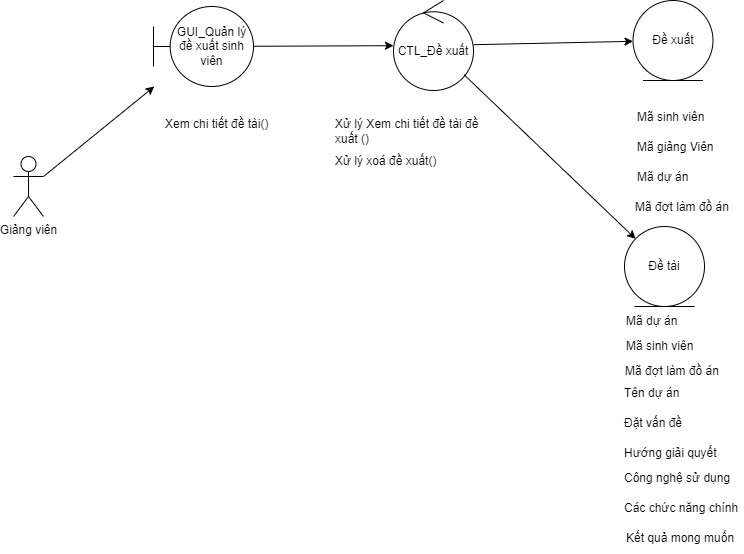 GUI_Quản lý
đề xuất sinh
viên
CTL_Đề xuất
Đề xuất
Xem chi tiết đề tài()
Xử lý Xem chi tiết đề tài đề
xuất ()
Xử lý xoá đề xuất()
Mã sinh viên
Mã giảng Viên
Mã dự án
Mã đợt làm đồ án
Giảng viên
Đề tài
Mã dự án
Mã sinh viên
Mã đợt làm đồ án
Tên dự án
Đặt vấn đề
Hướng giải quyết
Công nghệ sử dụng
Các chức năng chính
Kết quả mong muốn